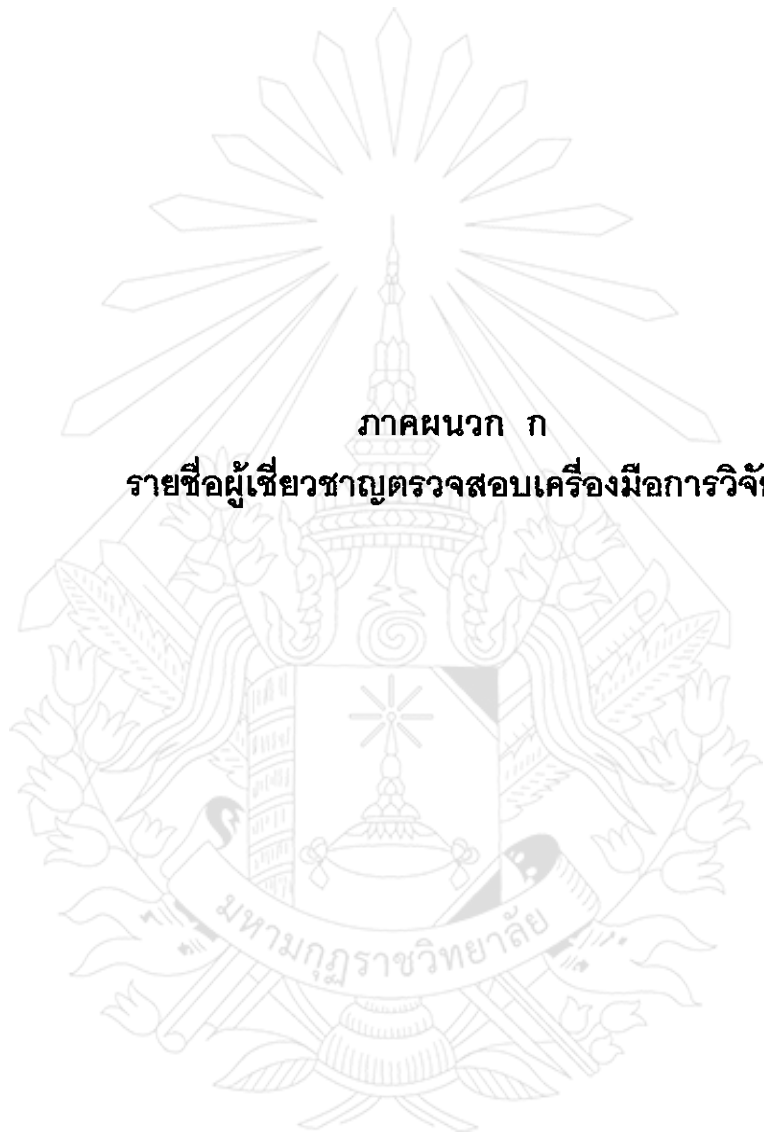 ภาคผนวก ก
รายชื่อผู้เชี่ยวชาญตรวจสอบเครื่องมือการวิจัย
มหามกุฏราชวิทยาลัย